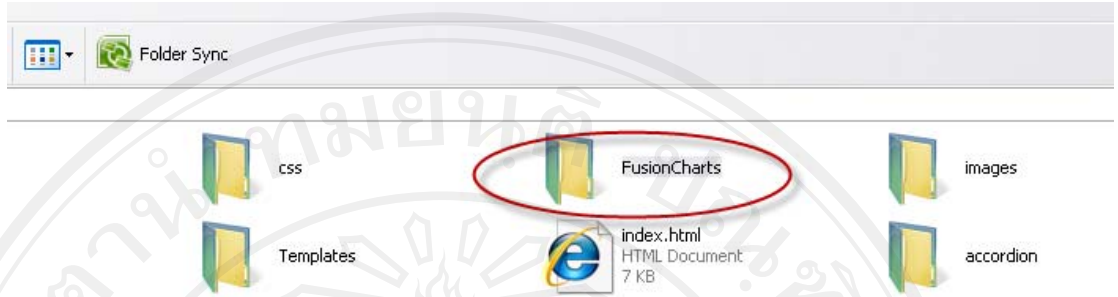 Folder Sync
css
FusionCharts
images
Templates
index.html
HTML Document
7 KB
accordion